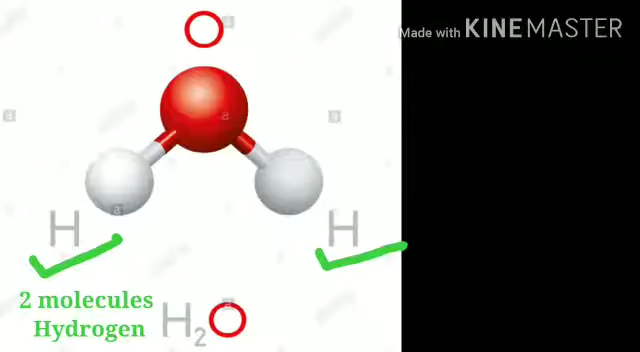 O
Made with KINEMASTER
H H
2 molecules
Hydrogen
H₂O